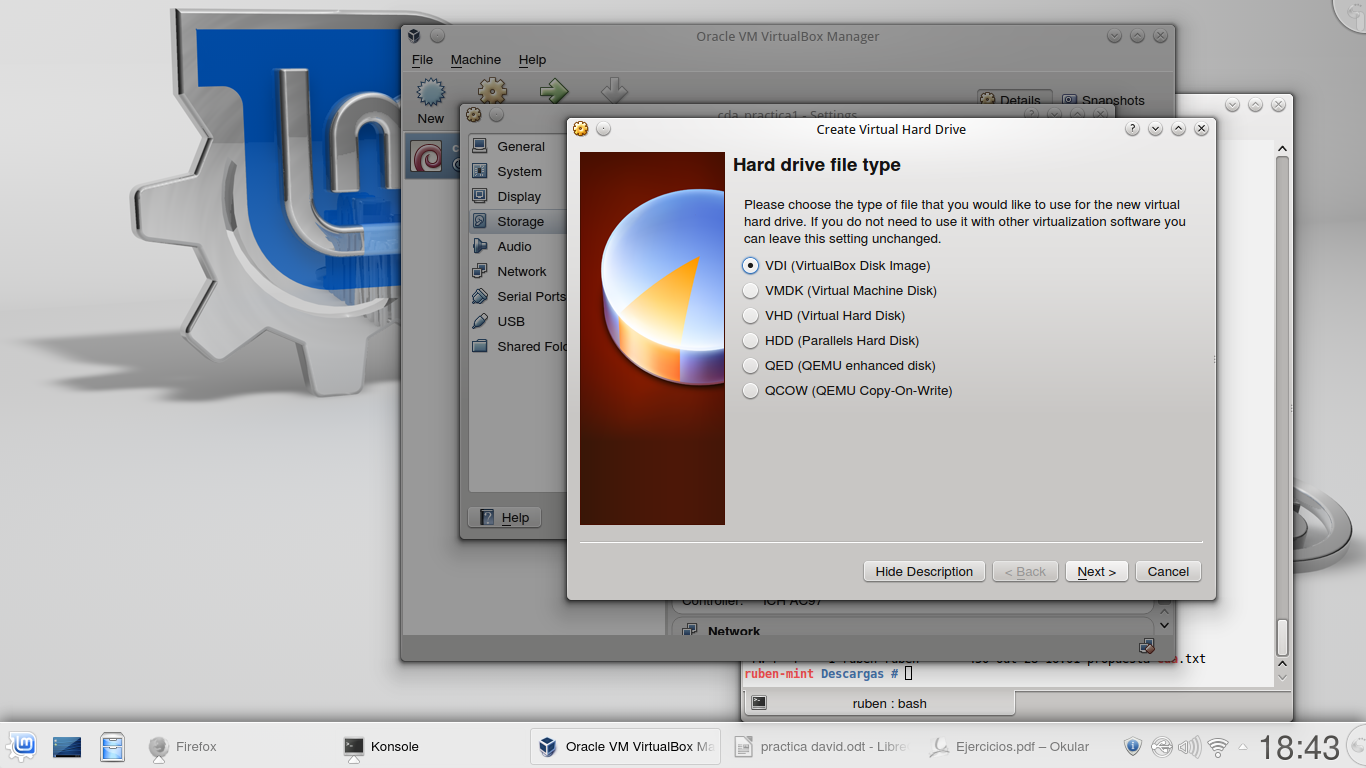 Oracle VM VirtualBox Manager
File Machine Help
New
Details
Snapshots
cda_practica1 - Settings
General
System
Display
Storage
Audio
Network
Serial Ports
USB
Shared Fol
Help
Create Virtual Hard Drive
Hard drive file type
Please choose the type of file that you would like to use for the new virtual
hard drive. If you do not need to use it with other virtualization software you
can leave this setting unchanged.
VDI (VirtualBox Disk Image)
VMDK (Virtual Machine Disk)
VHD (Virtual Hard Disk)
HDD (Parallels Hard Disk)
QED (QEMU enhanced disk)
QCOW (QEMU Copy-On-Write)
Hide Description
< Back
Next >
Cancel
Controller: ICH AC97
Network
.txt
ruben-mint Descargas #
ruben : bash
Firefox
Konsole
Oracle VM VirtualBox Ma
practica david.odt - Libre
Ejercicios.pdf – Okular
18:43